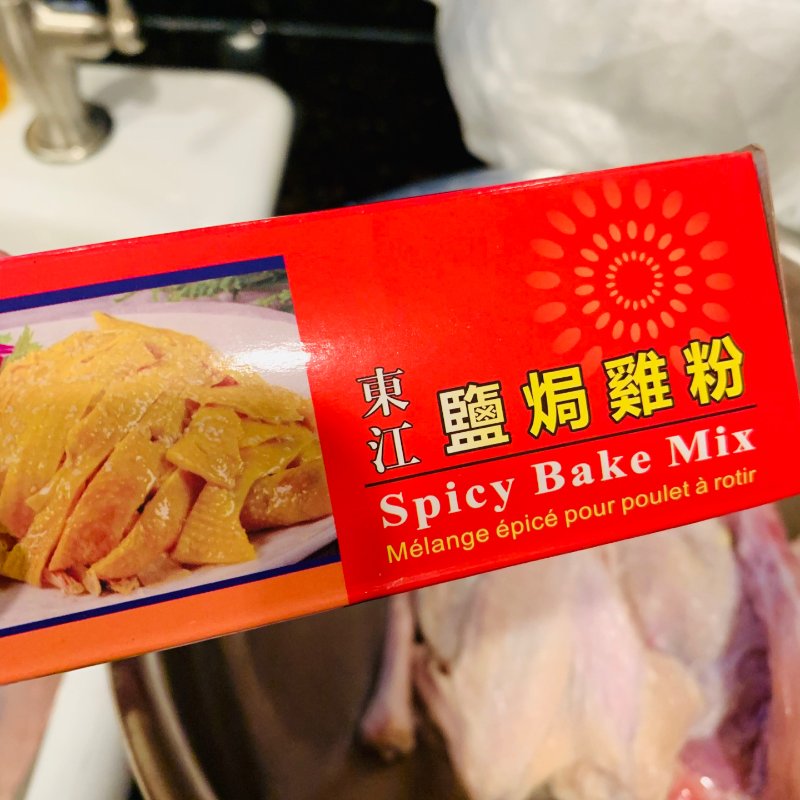 東江
鹽焗雞粉
Spicy Bake Mix
Mélange épicé pour poulet à rotir